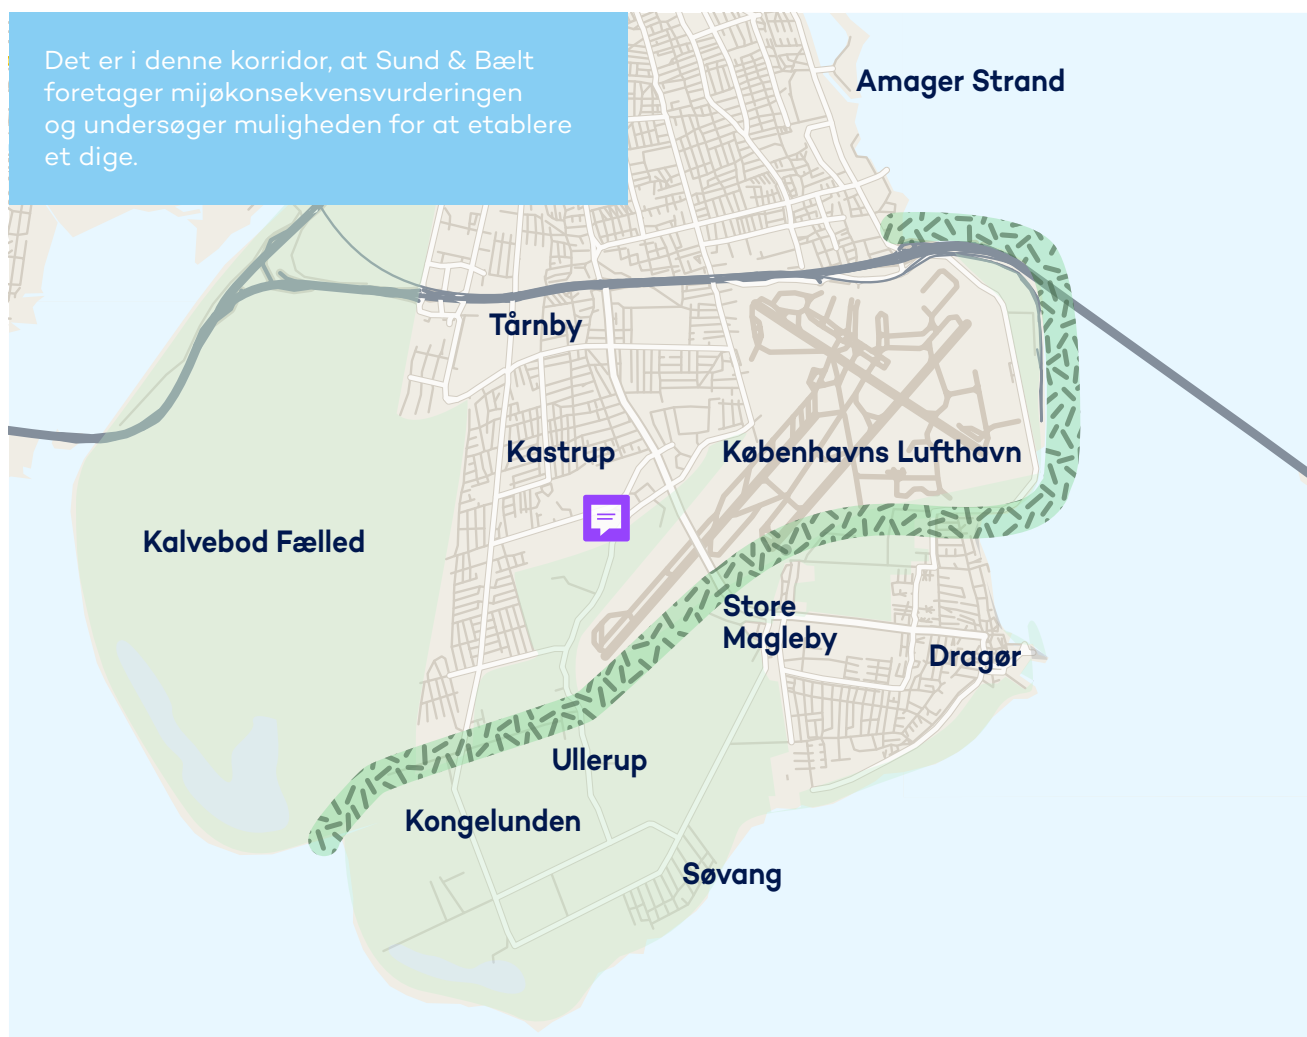 Det er i denne korridor, at Sund & Bælt
foretager mijøkonsekvensvurderingen
og undersøger muligheden for at etablere
et dige.
Amager Strand
Tårnby
Kastrup
Københavns Lufthavn
Kalvebod Fælled
Store
Magleby
Dragør
Ullerup
Kongelunden
Søvang